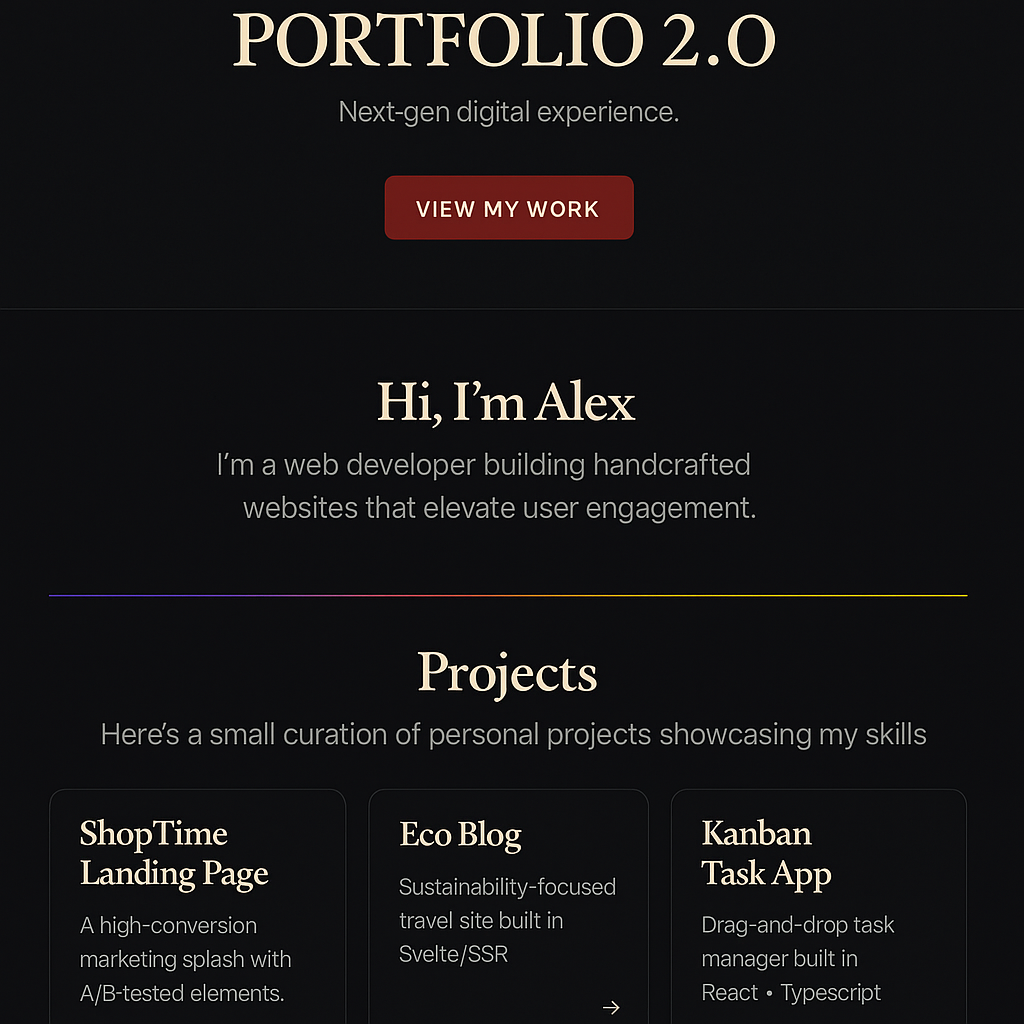 PORTFOLIO 2.0
Next-gen digital experience.
VIEW MY WORK
Hi, I’m Alex
I’m a web developer building handcrafted
websites that elevate user engagement.
Projects
Here’s a small curation of personal projects showcasing my skills
ShopTime
Landing Page
A high-conversion
marketing splash with
A/B-tested elements.
Eco Blog
Sustainability-focused
travel site built in
Svelte/SSR
→
Kanban
Task App
Drag-and-drop task
manager built in
React • Typescript